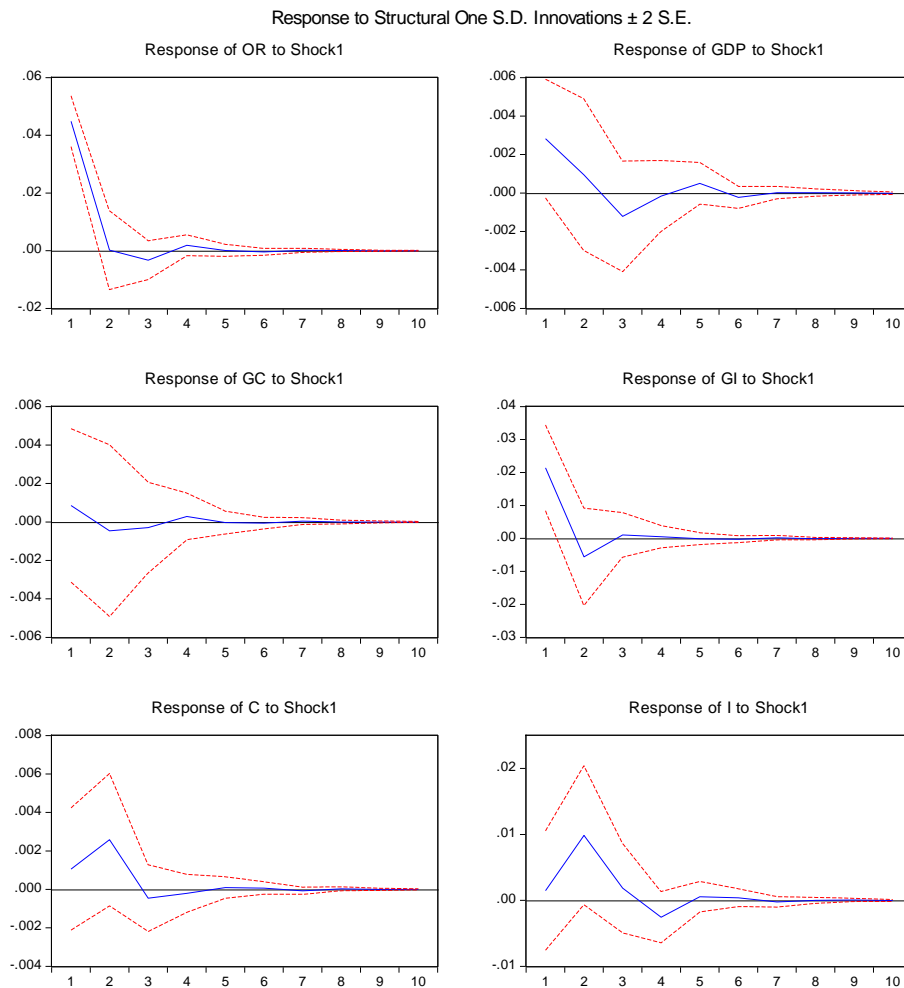 Response to Structural One S.D. Innovations ± 2 S.E.
Response of OR to Shock1
.06
.04
.02
.00
-.02
1 2 3 4 5 6 7 8 9 10
Response of GDP to Shock1
.006
.004
.002
.000
-.002
-.004
-.006
1 2 3 4 5 6 7 8 9 10
Response of GC to Shock1
.006
.004
.002
.000
-.002
-.004
-.006
1 2 3 4 5 6 7 8 9 10
Response of GI to Shock1
.04
.03
.02
.01
.00
-.01
-.02
-.03
1 2 3 4 5 6 7 8 9 10
Response of C to Shock1
.008
.006
.004
.002
.000
-.002
-.004
1 2 3 4 5 6 7 8 9 10
Response of I to Shock1
.02
.01
.00
-.01
1 2 3 4 5 6 7 8 9 10